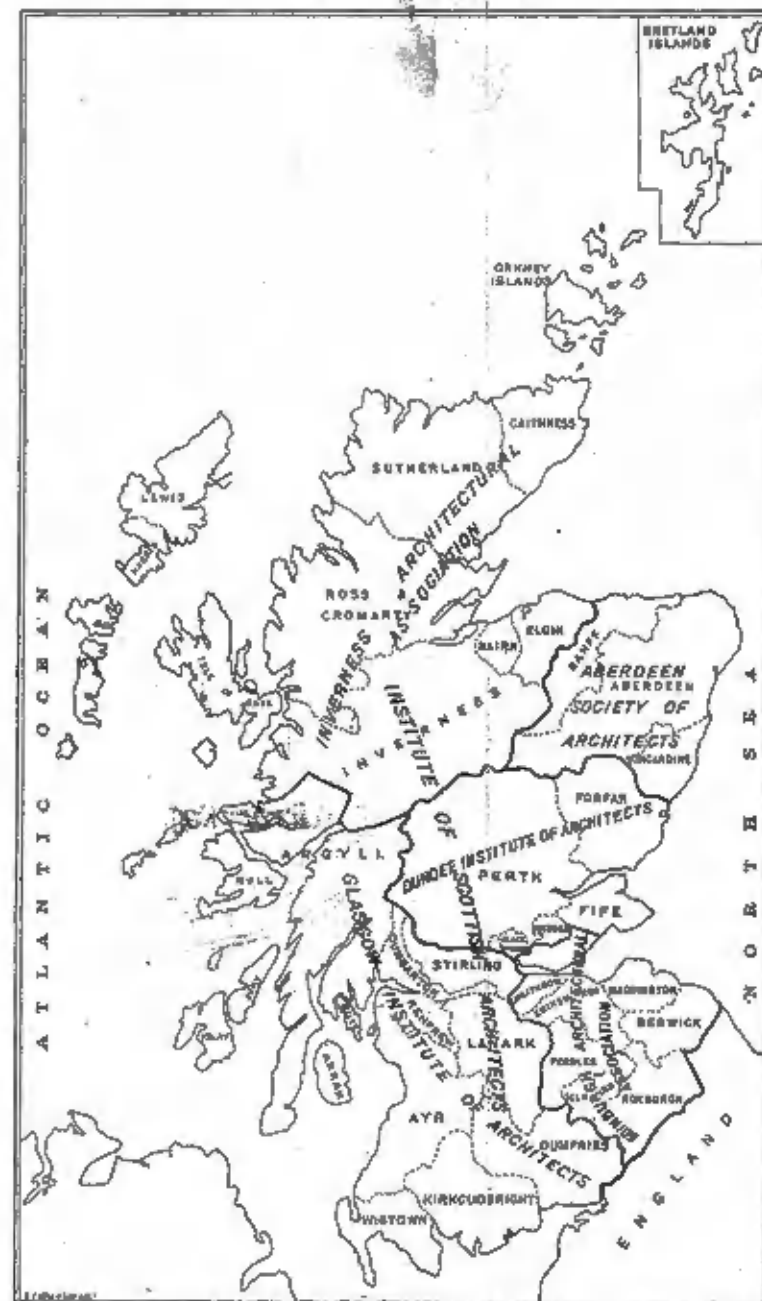 BRETLAND
ISLANDS
ORKNEY
ISLANDS
CAITHNESS
SUTHERLAND
LEWIS
ARCHITECTURAL
ASSOCIATION
INVERNESS
ROSS
CROMARTY
NAIRN
ELGIN
BANFF
ABERDEEN
ABERDEEN
SOCIETY OF
ARCHITECTS
KINCARDINE
INVERNESS
INSTITUTE
OF
SCOTTISH
ARCHITECTS
FORFAR
DUNDEE INSTITUTE OF ARCHITECTS
PERTH
FIFE
ARGYLL
MULL
GLASGOW
INSTITUTE
OF
ARCHITECTS
STIRLING
RENFREW
LANARK
ARRAN
ARCHITECTURAL
ASSOCIATION
BERWICK
PEEBLES
ROXBURGH
AYR
DUMFRIES
KIRKCUDBRIGHT
WIGTOWN
ATLANTIC OCEAN
NORTH SEA
ENGLAND